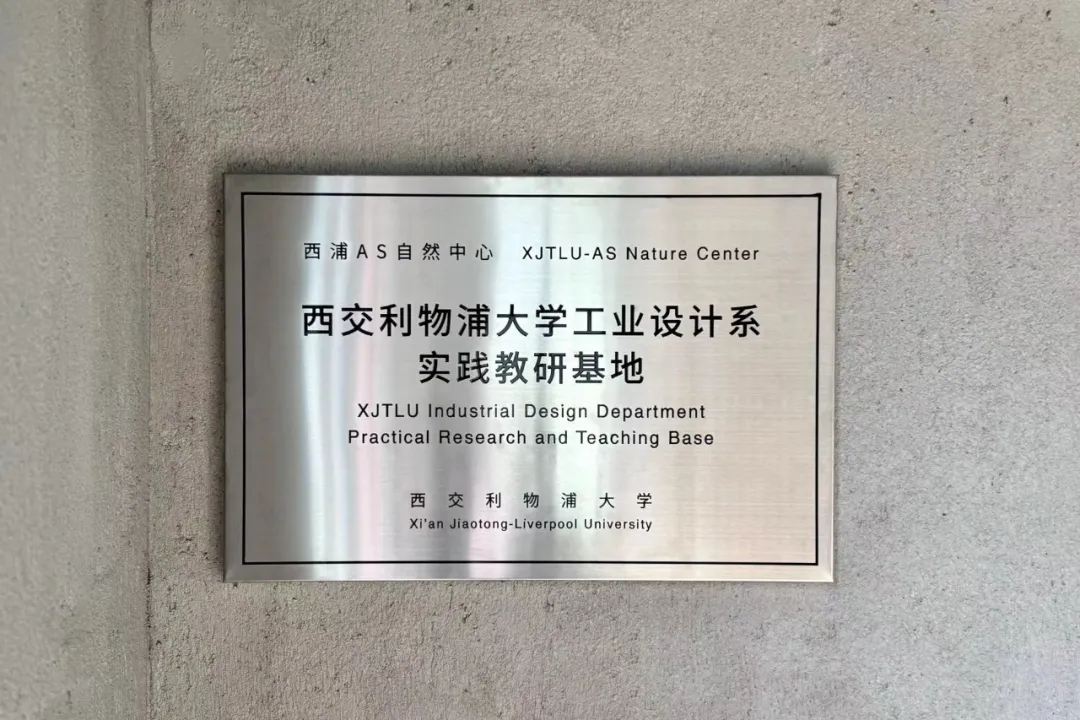 西浦AS自然中心 XJTLU-AS Nature Center
西交利物浦大学工业设计系
实践教研基地
XJTLU Industrial Design Department
Practical Research and Teaching Base
西交利物浦大学
Xi'an Jiaotong-Liverpool University